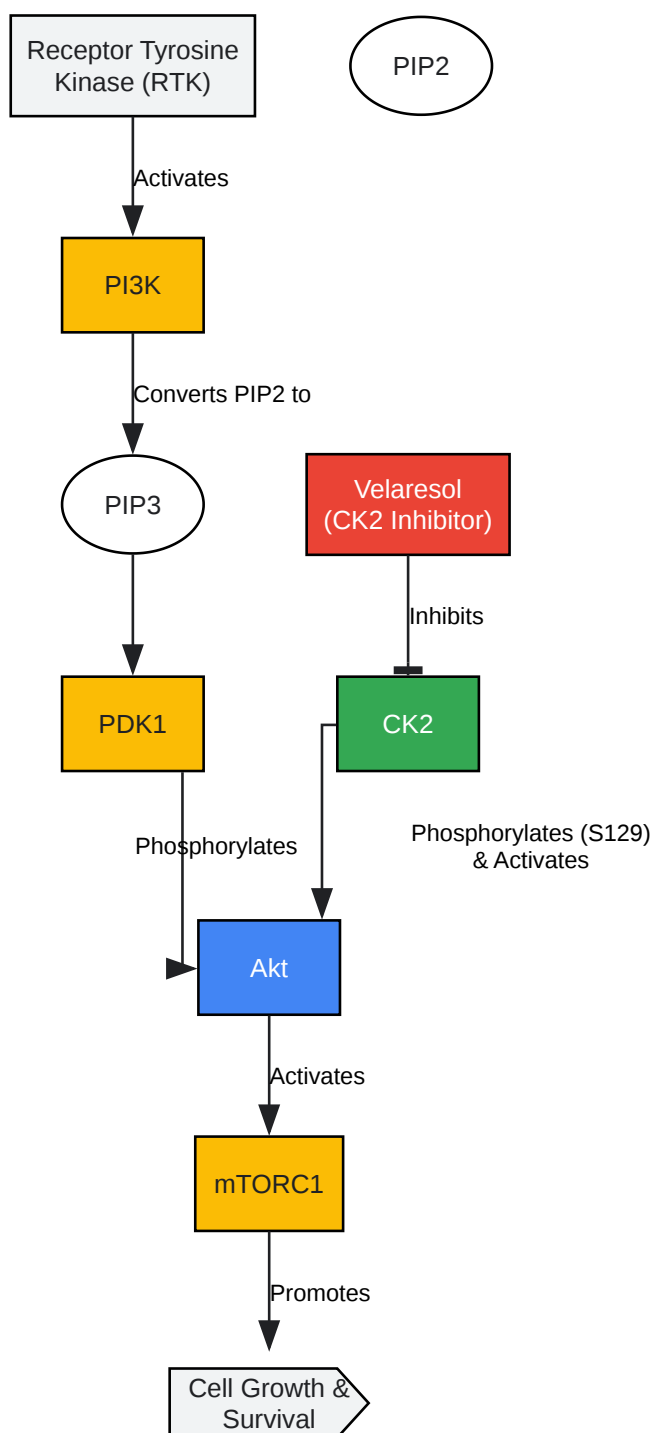 Receptor Tyrosine
Kinase (RTK)
PIP2
Activates
PI3K
Converts PIP2 to
PIP3
Velaresol
(CK2 Inhibitor)
Inhibits
PDK1
CK2
Phosphorylates
Phosphorylates (S129)
& Activates
Akt
Activates
mTORC1
Promotes
Cell Growth &
Survival